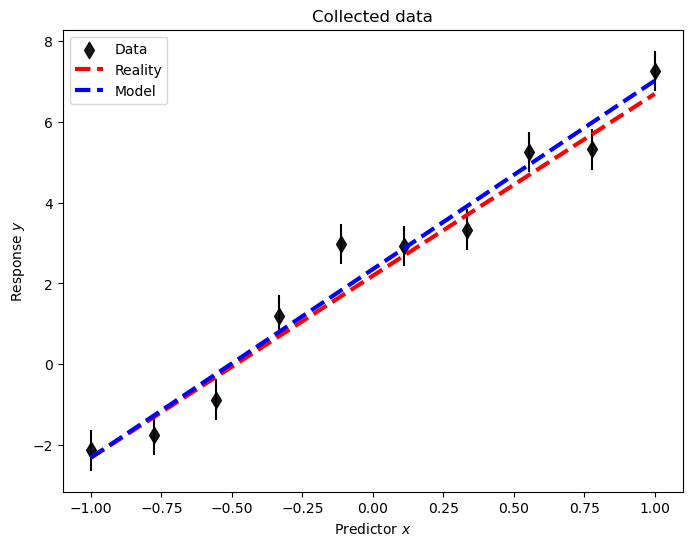 Collected data
Data
Reality
Model
Response y
8
6
4
2
0
−2
−1.00
−0.75
−0.50
−0.25
0.00
0.25
0.50
0.75
1.00
Predictor x